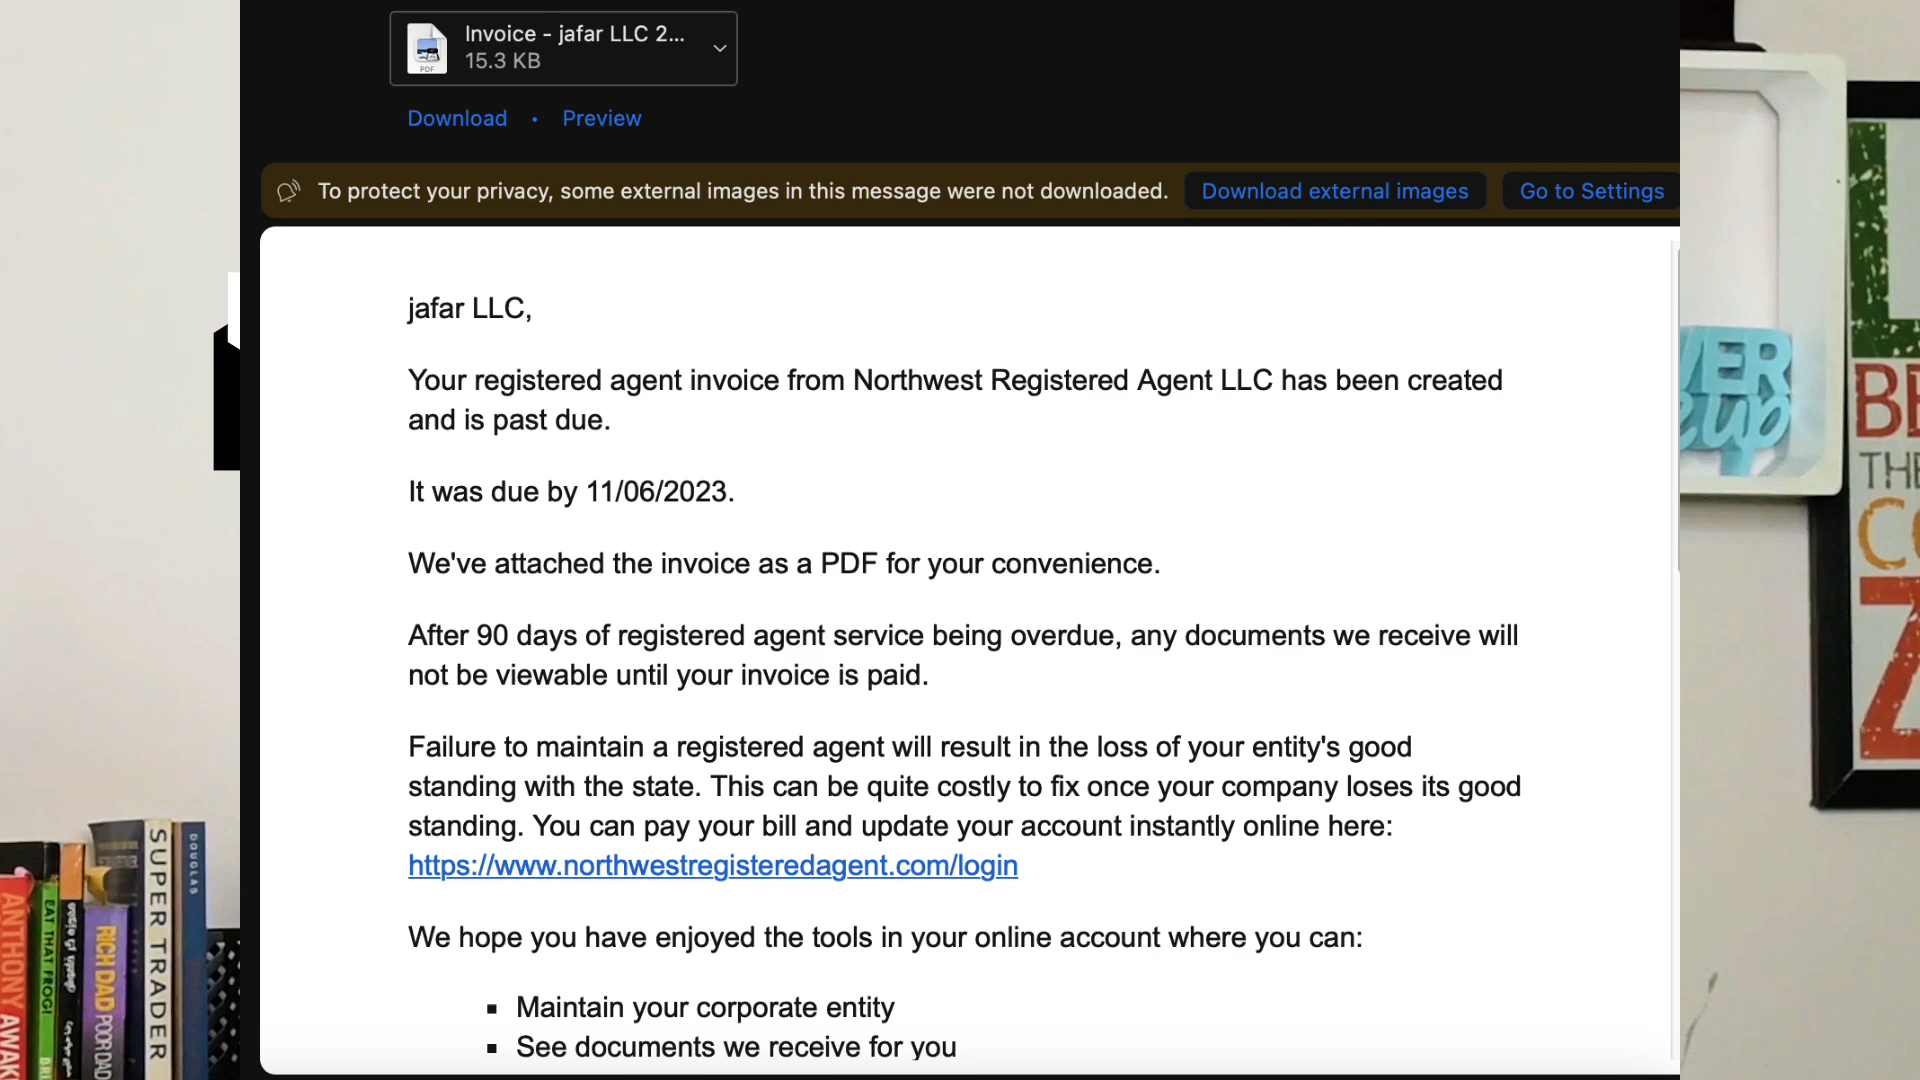 Invoice - jafar LLC 2...
15.3 KB
PDF
Download • Preview
To protect your privacy, some external images in this message were not downloaded. Download external images Go to Settings
jafar LLC,
Your registered agent invoice from Northwest Registered Agent LLC has been created
and is past due.
It was due by 11/06/2023.
We've attached the invoice as a PDF for your convenience.
After 90 days of registered agent service being overdue, any documents we receive will
not be viewable until your invoice is paid.
Failure to maintain a registered agent will result in the loss of your entity's good
standing with the state. This can be quite costly to fix once your company loses its good
standing. You can pay your bill and update your account instantly online here:
https://www.northwestregisteredagent.com/login
We hope you have enjoyed the tools in your online account where you can:
▪ Maintain your corporate entity
▪ See documents we receive for you
ANTHONY AWAK
EAT THAT FROG!
RICH DAD POOR DAD
SUPER TRADER
DOUGLAS
VER
eup
BE
THE
CO
Z